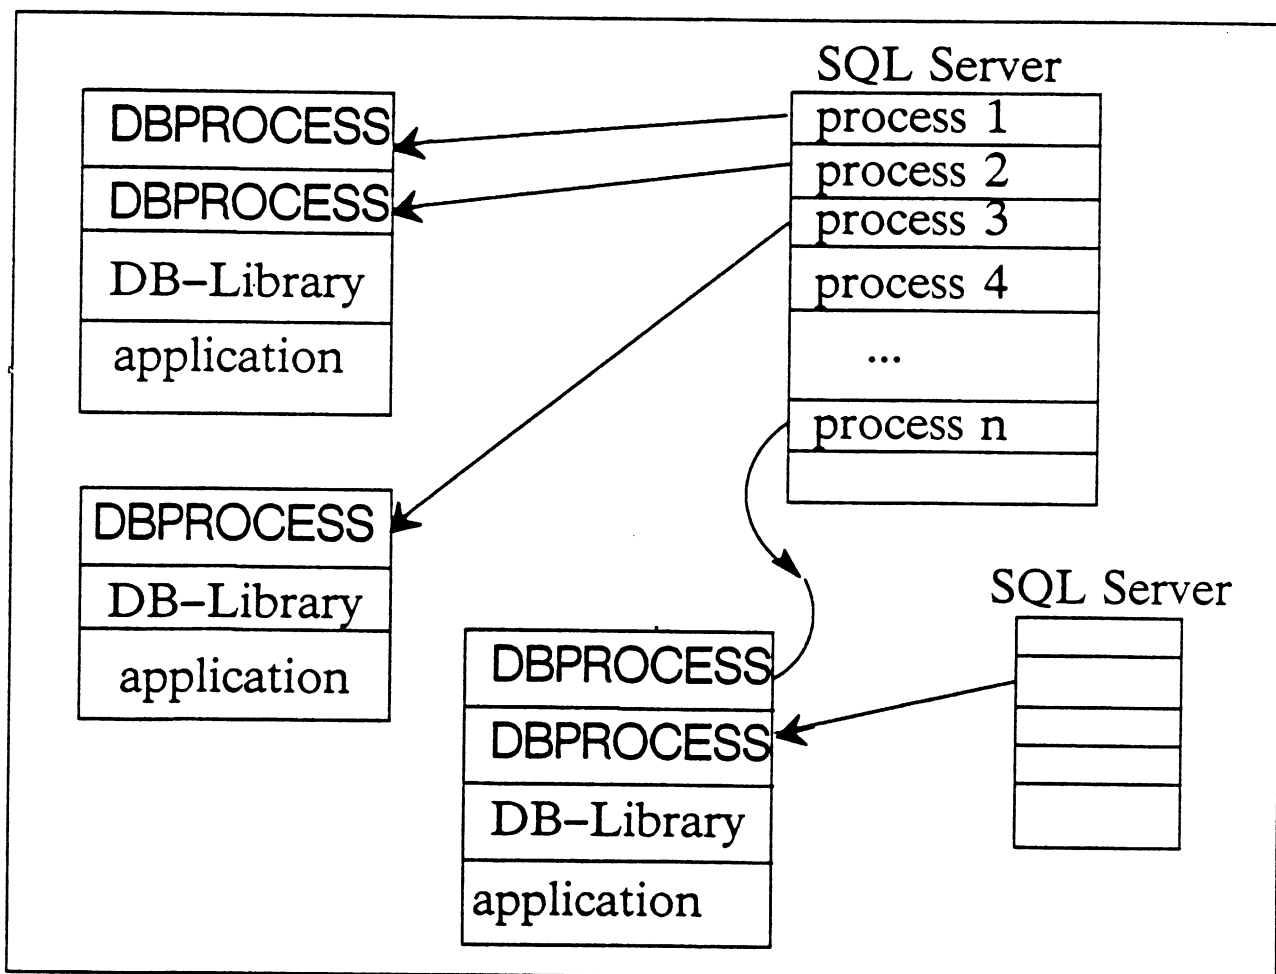 DBPROCESS
DBPROCESS
DB–Library
application
SQL Server
process 1
process 2
process 3
process 4
...
process n
DBPROCESS
DB–Library
application
DBPROCESS
DBPROCESS
DB–Library
application
SQL Server